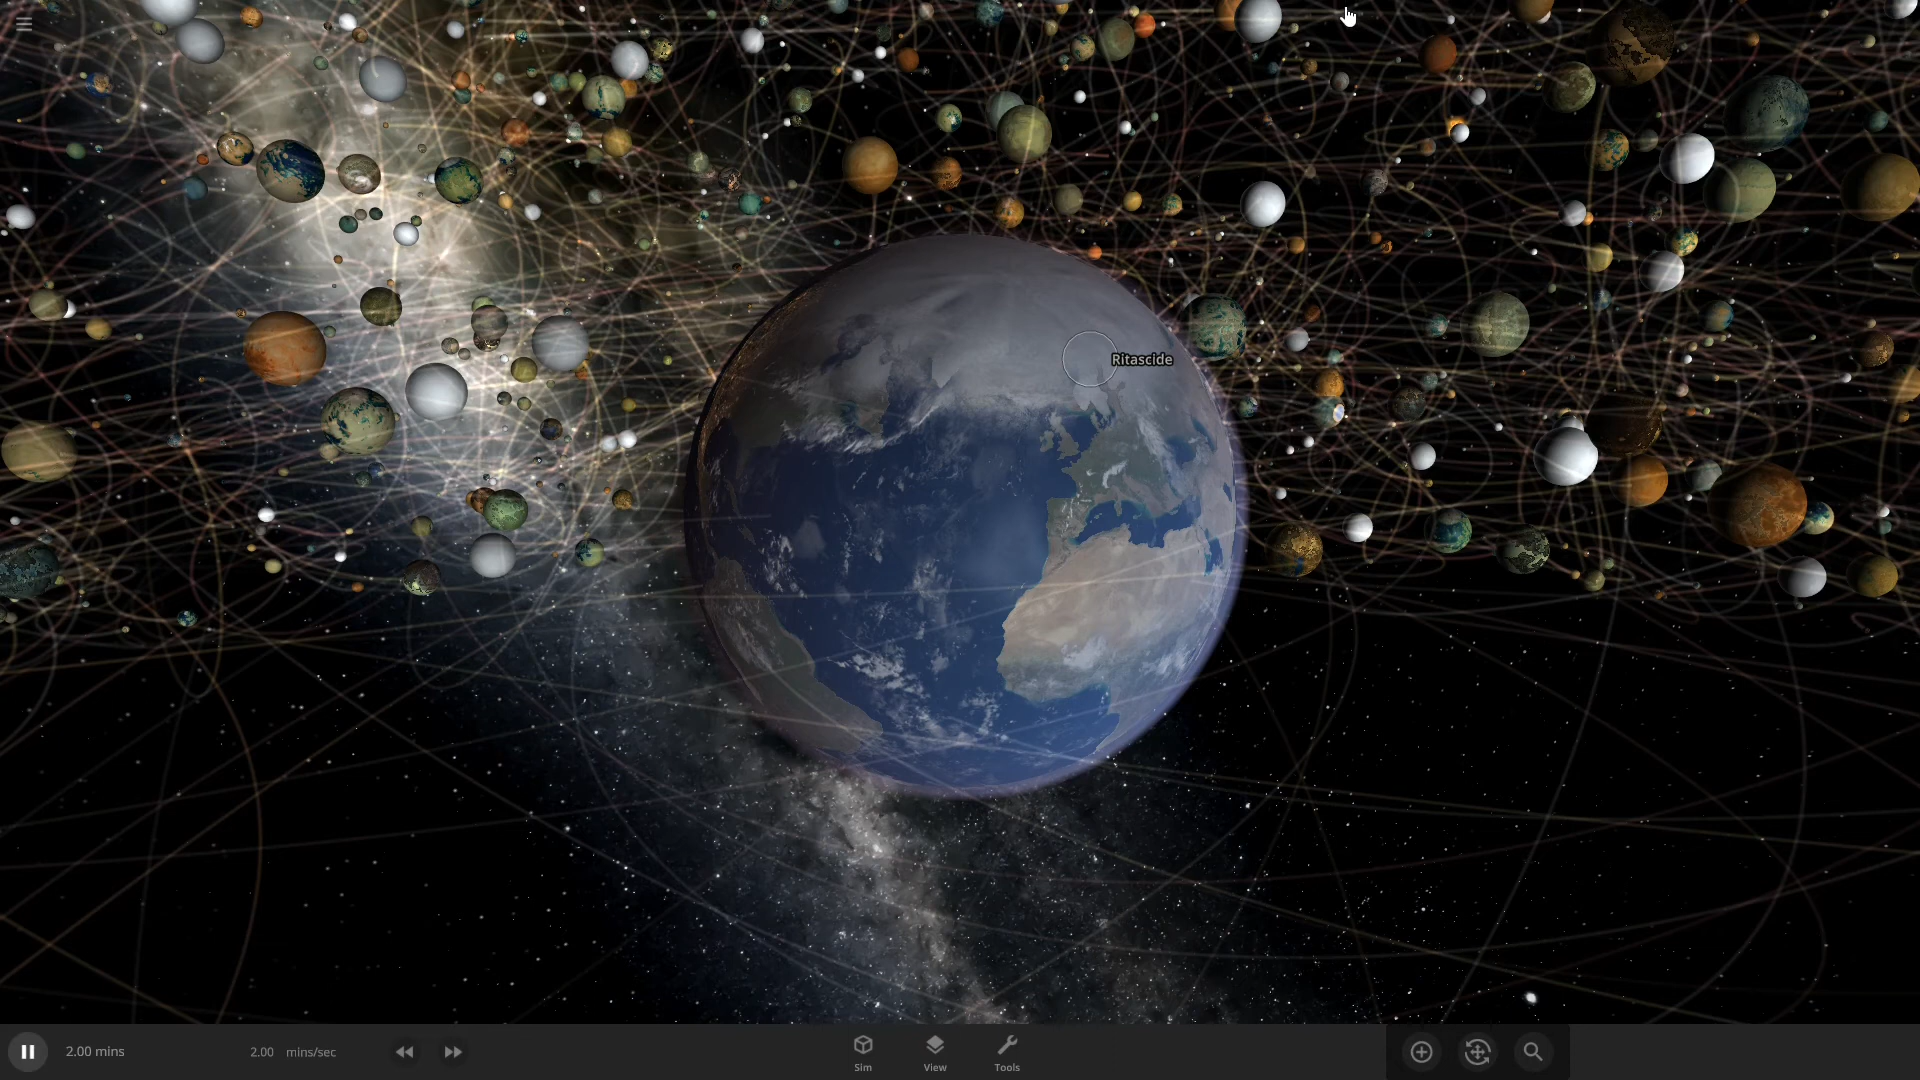 Ritascide
2.00 mins
2.00 mins/sec
Sim
View
Tools